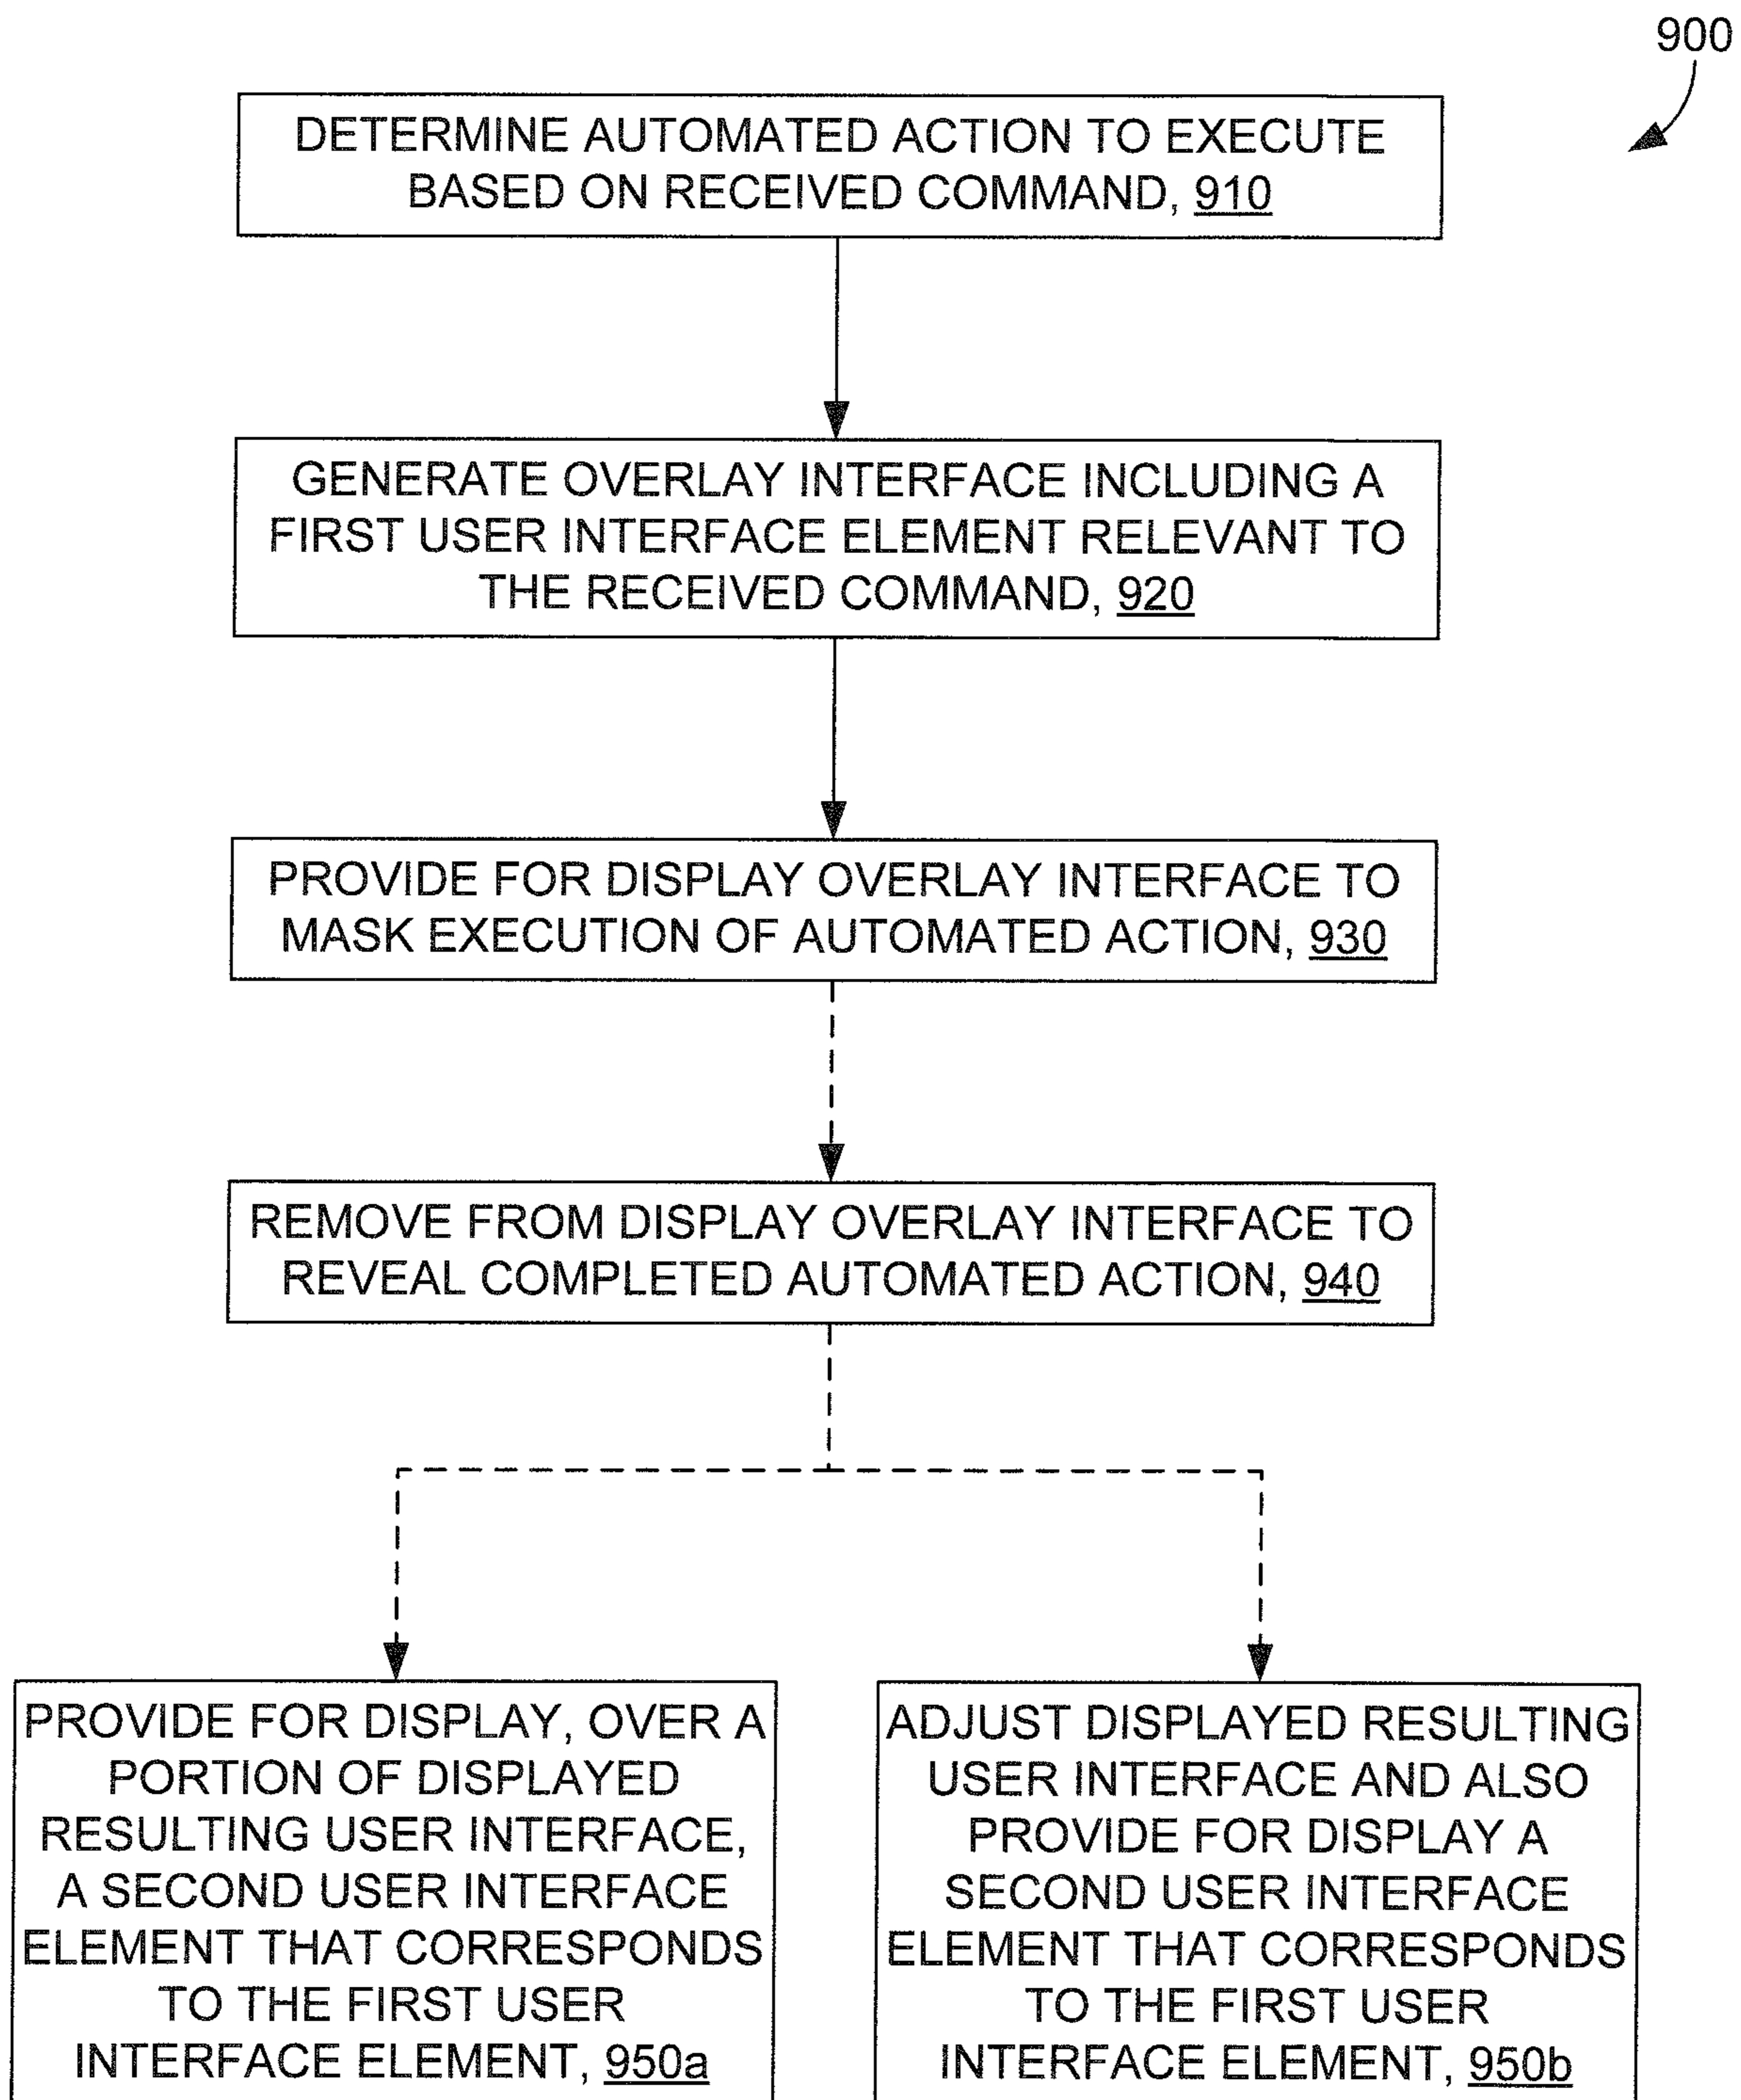 900
DETERMINE AUTOMATED ACTION TO EXECUTE
BASED ON RECEIVED COMMAND, 910
GENERATE OVERLAY INTERFACE INCLUDING A
FIRST USER INTERFACE ELEMENT RELEVANT TO
THE RECEIVED COMMAND, 920
PROVIDE FOR DISPLAY OVERLAY INTERFACE TO
MASK EXECUTION OF AUTOMATED ACTION, 930
REMOVE FROM DISPLAY OVERLAY INTERFACE TO
REVEAL COMPLETED AUTOMATED ACTION, 940
PROVIDE FOR DISPLAY, OVER A
PORTION OF DISPLAYED
RESULTING USER INTERFACE,
A SECOND USER INTERFACE
ELEMENT THAT CORRESPONDS
TO THE FIRST USER
INTERFACE ELEMENT, 950a
ADJUST DISPLAYED RESULTING
USER INTERFACE AND ALSO
PROVIDE FOR DISPLAY A
SECOND USER INTERFACE
ELEMENT THAT CORRESPONDS
TO THE FIRST USER
INTERFACE ELEMENT, 950b